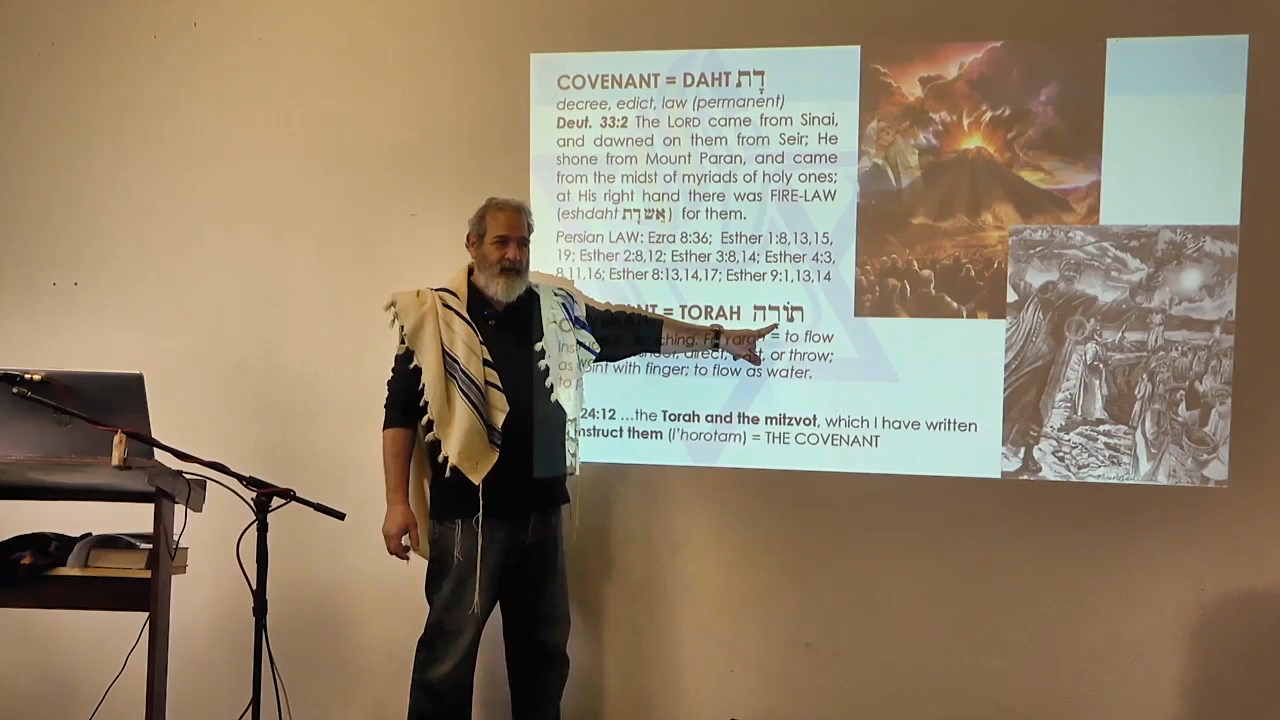 COVENANT = DAHT דָּת
decree, edict, law (permanent)
Deut. 33:2 The LORD came from Sinai,
and dawned on them from Seir; He
shone from Mount Paran, and came
from the midst of myriads of holy ones;
at His right hand there was FIRE-LAW
(eshdaht אֵשׁ דָּת) for them.
Persian LAW: Ezra 8:36; Esther 1:8,13,15,
19; Esther 2:8,12; Esther 3:8,14; Esther 4:3,
8,11,16; Esther 8:13,14,17; Esther 9:1,13,14
= TORAH תּוֹרָה
= to flow
as direct, or throw;
to with finger; to flow as water.
24:12 …the Torah and the mitzvot, which I have written
them (l'horotam) = THE COVENANT